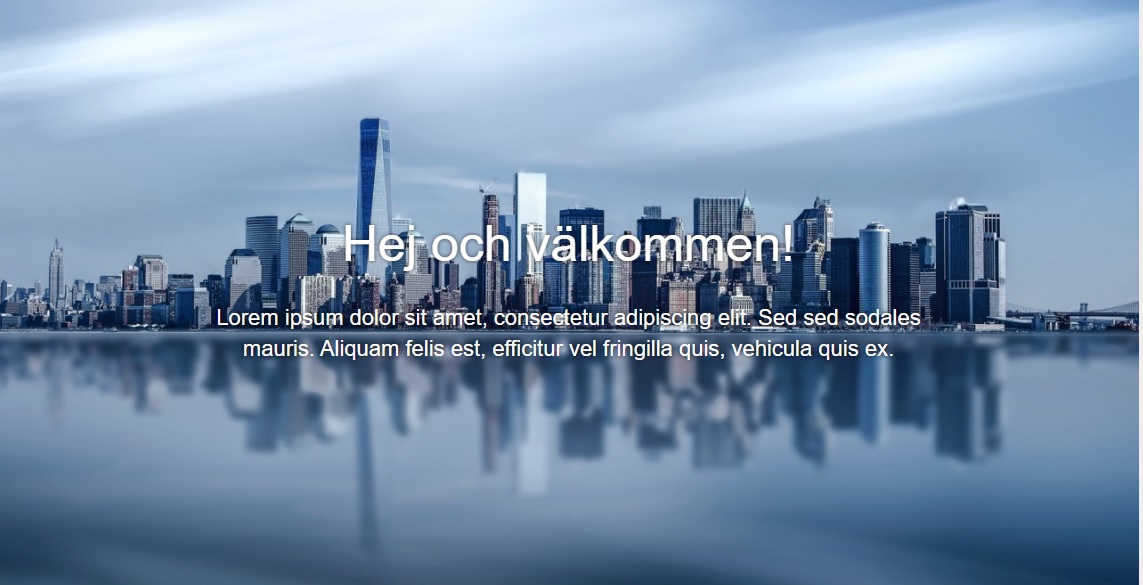 Hej och välkommen!
Lorem ipsum dolor sit amet, consectetur adipiscing elit. Sed sed sodales
mauris. Aliquam felis est, efficitur vel fringilla quis, vehicula quis ex.